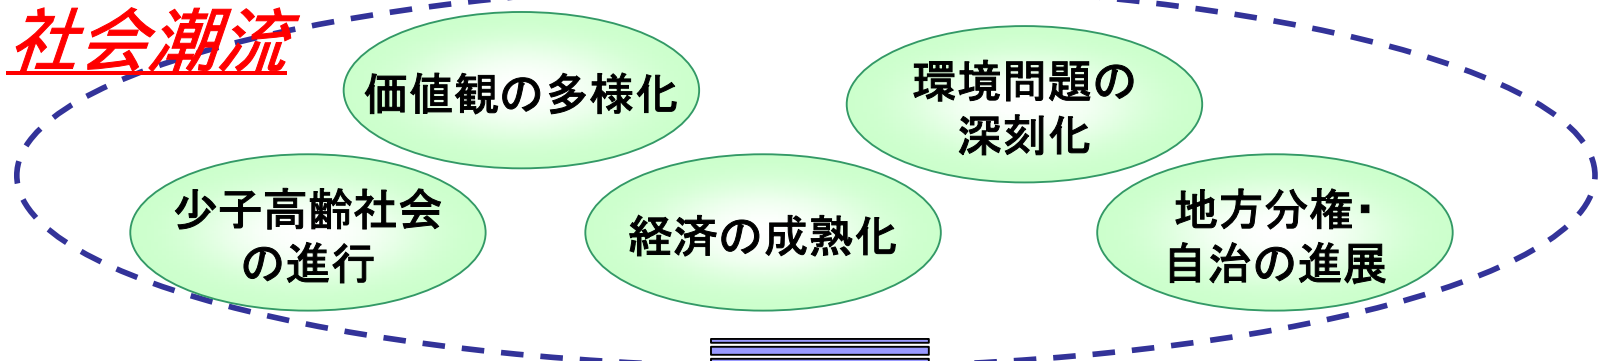 社会潮流
価値観の多様化
環境問題の
深刻化
少子高齢社会
の進行
経済の成熟化
地方分権・
自治の進展